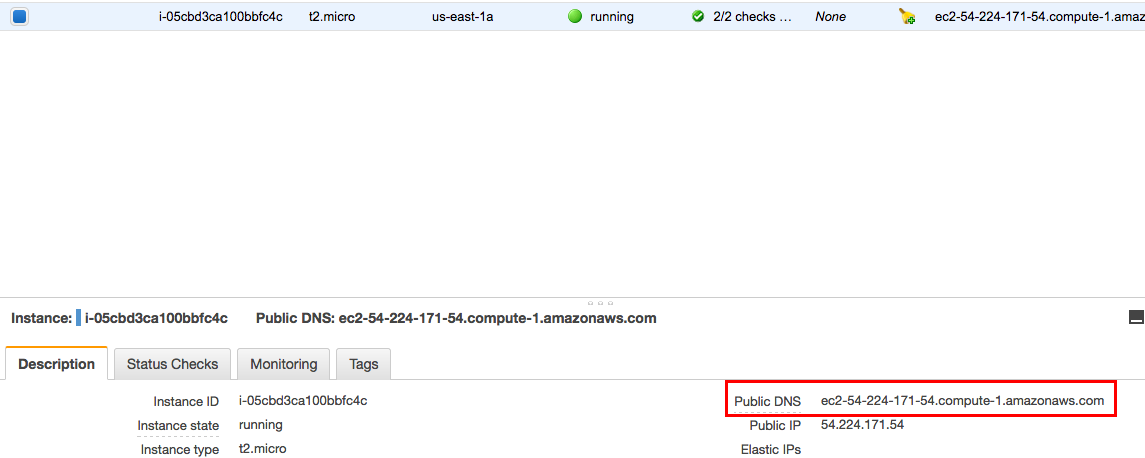 i-05cbd3ca100bbfc4c t2.micro us-east-1a running 2/2 checks ... None ec2-54-224-171-54.compute-1.amaz
Instance: i-05cbd3ca100bbfc4c Public DNS: ec2-54-224-171-54.compute-1.amazonaws.com
Description Status Checks Monitoring Tags
Instance ID i-05cbd3ca100bbfc4c Public DNS ec2-54-224-171-54.compute-1.amazonaws.com
Instance state running Public IP 54.224.171.54
Instance type t2.micro Elastic IPs